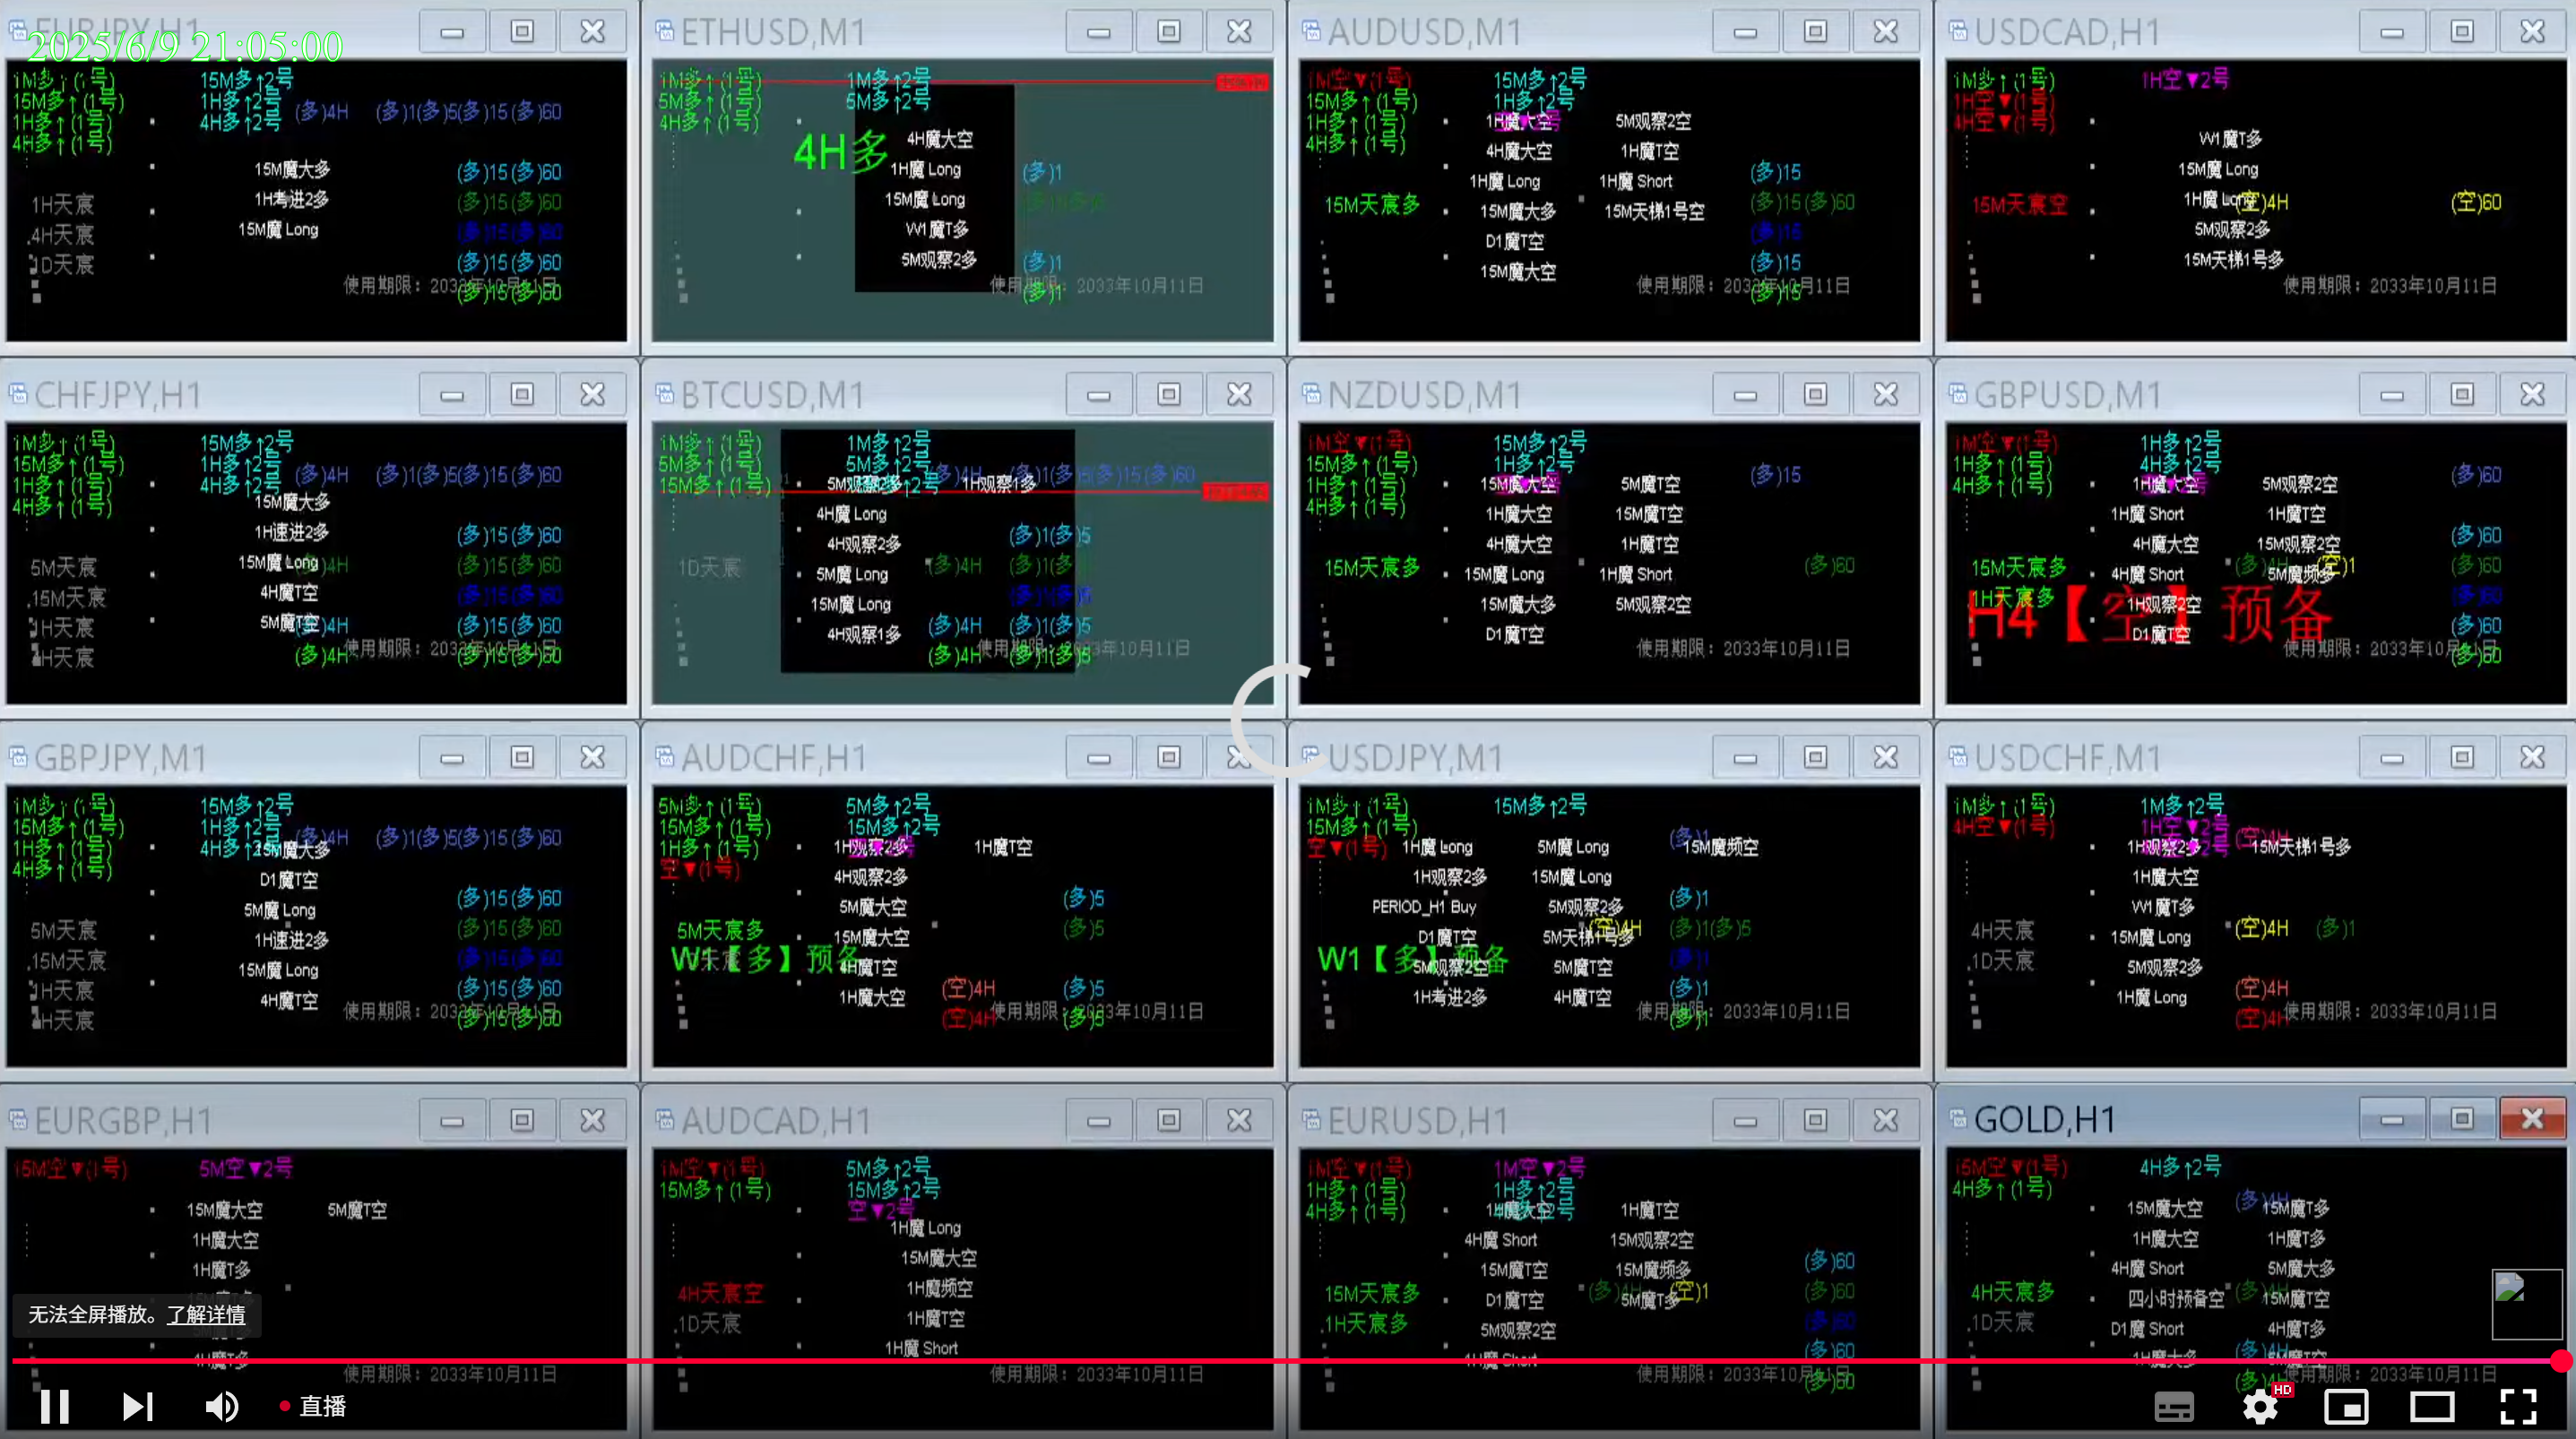 EURJPY,H1
2025/6/9 21:05:00
1M多↑(1号) 15M多↑2号
15M多↑(1号) 1H多↑2号
(多)4H (多)1(多)5(多)15(多)60
1H多↑(1号) 4H多↑2号
4H多↑(1号)
15M魔大多 (多)15(多)60
1H天宸 1H考进2多 (多)15(多)60
.4H天宸 15M魔 Long (多)15(多)60
1D天宸 (多)15(多)60
使用期限：2033年10月11日
(多)15(多)60
ETHUSD,M1
1M多↑(1号) 1M多↑2号
5M多↑(1号) 5M多↑2号
4H多↑(1号)
4H多
4H魔大空
1H魔 Long (多)1
15M魔 Long
W1魔T多
5M观察2多 (多)1
使用期限：2033年10月11日
(多)1
AUDUSD,M1
1M空▼(1号) 15M多↑2号
15M多↑(1号) 1H多↑2号
1H多↑(1号) 1H魔大空 5M观察2空
4H多↑(1号) 4H魔大空 1H魔T空
1H魔 Long 1H魔 Short (多)15
15M天宸多 15M魔大多 15M天梯1号空 (多)15(多)60
D1魔T空 (多)15
15M魔大空 (多)15
使用期限：2033年10月11日
(多)15
USDCAD,H1
1M多↑(1号) 1H空▼2号
1H空▼(1号)
4H空▼(1号)
W1魔T多
15M魔 Long
15M天宸空 1H魔 Long (空)4H (空)60
5M观察2多
15M天梯1号多
使用期限：2033年10月11日
CHFJPY,H1
1M多↑(1号) 15M多↑2号
15M多↑(1号) 1H多↑2号
(多)4H (多)1(多)5(多)15(多)60
1H多↑(1号) 4H多↑2号
4H多↑(1号) 15M魔大多
1H速进2多 (多)15(多)60
5M天宸 15M魔 Long (多)4H (多)15(多)60
.15M天宸 4H魔T空 (多)15(多)60
1H天宸 5M魔T空 (多)4H (多)15(多)60
4H天宸 (多)4H 使用期限：2033年10月11日 (多)15(多)60
BTCUSD,M1
1M多↑(1号) 1M多↑2号
5M多↑(1号) 5M多↑2号 (多)4H (多)1(多)5(多)15(多)60
15M多↑(1号) 5M观察2多 1H观察1多
4H魔 Long
4H观察2多 (多)1(多)5
1D天宸 5M魔 Long (多)4H
15M魔 Long
4H观察1多 (多)4H (多)1(多)5
(多)4H 使用期限：2033年10月11日 (多)1(多)5
NZDUSD,M1
1M空▼(1号) 15M多↑2号
15M多↑(1号) 1H多↑2号 (多)15
1H多↑(1号) 15M魔大空 5M魔T空
4H多↑(1号) 1H魔大空 15M魔T空
4H魔大空 1H魔T空
15M天宸多 15M魔 Long 1H魔 Short (多)60
15M魔大多 5M观察2空
D1魔T空
使用期限：2033年10月11日
GBPUSD,M1
1M空▼(1号) 1H多↑2号
1H多↑(1号) 4H多↑2号 (多)60
4H多↑(1号) 1H魔大空 5M观察2空
1H魔 Short 1H魔T空
4H魔大空 15M观察2空 (多)60
15M天宸多 4H魔 Short 5M魔频多 (空)1 (多)60
1H天宸多 1H观察2空 (多)60
H4【空】预备
D1魔T空 (多)60
使用期限：2033年10月11日 (多)60
GBPJPY,M1
1M多↑(1号) 15M多↑2号
15M多↑(1号) 1H多↑2号 (多)4H (多)1(多)5(多)15(多)60
1H多↑(1号) 4H多↑2号 15M魔大多
4H多↑(1号) D1魔T空
5M魔 Long (多)15(多)60
5M天宸 1H速进2多 (多)15(多)60
.15M天宸 15M魔 Long (多)15(多)60
1H天宸 4H魔T空 (多)15(多)60
4H天宸 使用期限：2033年10月11日 (多)15(多)60
AUDCHF,H1
5M多↑(1号) 5M多↑2号
15M多↑(1号) 15M多↑2号
1H多↑(1号) 1H观察2多 1H魔T空
空▼(1号) 4H观察2多
5M魔大空 (多)5
5M天宸多 15M魔大空 (多)5
W1【多】预备 4H魔T空
1H魔大空 (空)4H (多)5
(空)4H 使用期限：2033年10月11日 (多)5
USDJPY,M1
1M多↑(1号) 15M多↑2号
15M多↑(1号)
空▼(1号) 1H魔 Long 5M魔 Long (多)1 15M魔频空
1H观察2多 15M魔 Long
PERIOD_H1 Buy 5M观察2多 (多)1
D1魔T空 5M天梯1号多 (空)4H (多)1(多)5
W1【多】预备 5M观察2空 5M魔T空 (多)1
1H考进2多 4H魔T空 (多)1
使用期限：2033年10月11日 (多)1
USDCHF,M1
1M多↑(1号) 1M多↑2号
4H空▼(1号) 1H空▼2号 (空)4H
1H观察2多 15M天梯1号多
1H魔大空
W1魔T多
4H天宸 15M魔 Long (空)4H (多)1
.1D天宸 5M观察2多
1H魔 Long (空)4H
(空)4H 使用期限：2033年10月11日
EURGBP,H1
15M空▼(1号) 5M空▼2号
15M魔大空 5M魔T空
1H魔大空
1H魔T多
无法全屏播放。了解详情
4H魔T多
使用期限：2033年10月11日
AUDCAD,H1
1M空▼(1号) 5M多↑2号
15M多↑(1号) 15M多↑2号
空▼2号
1H魔 Long
15M魔大空
4H天宸空 1H魔频空
.1D天宸 1H魔T空
1H魔 Short
使用期限：2033年10月11日
EURUSD,H1
1M空▼(1号) 1M空▼2号
1H多↑(1号) 1H多↑2号
4H多↑(1号) 1H魔大空 1H魔T空
4H魔 Short 15M观察2空
15M魔T空 15M魔频多 (多)60
15M天宸多 D1魔T空 5M魔T多 (空)1 (多)60
.1H天宸多 5M观察2空 (多)60
4H魔 Short (多)60
使用期限：2033年10月11日 (多)60
GOLD,H1
15M空▼(1号) 4H多↑2号
4H多↑(1号) 15M魔大空 (多)4H 15M魔T多
1H魔大空 1H魔T多
4H魔 Short 5M魔大多
4H天宸多 四小时预备空 15M魔T空
.1D天宸 D1魔 Short 4H魔T多
1H魔大多 (多)4H 5M魔T空
(多)4H 使用期限：2033年10月11日
直播
HD